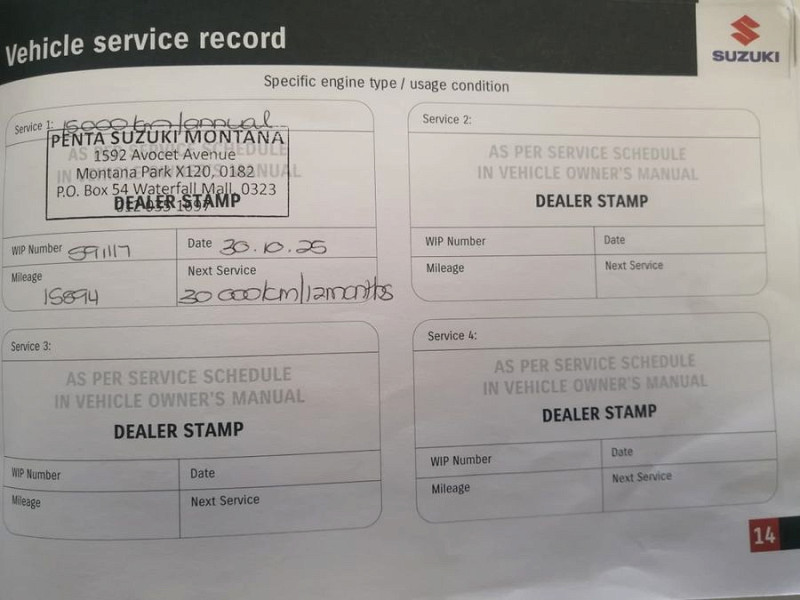 Vehicle service record
SUZUKI
Specific engine type / usage condition
Service 1: 15000km/annual
AS PER SCHEDULE
PENTA SUZUKI MONTANA
1592 Avocet Avenue
Montana Park X120, 0182
P.O. Box 54 Waterfall Mall, 0323
DEALER STAMP
WIP Number 591117
Date 30.10.25
Mileage 15894
Next Service 30 000km/12months
Service 2:
AS PER SERVICE SCHEDULE
IN VEHICLE OWNER'S MANUAL
DEALER STAMP
WIP Number
Date
Mileage
Next Service
Service 3:
AS PER SERVICE SCHEDULE
IN VEHICLE OWNER'S MANUAL
DEALER STAMP
WIP Number
Date
Mileage
Next Service
Service 4:
AS PER SERVICE SCHEDULE
IN VEHICLE OWNER'S MANUAL
DEALER STAMP
WIP Number
Date
Mileage
Next Service
14